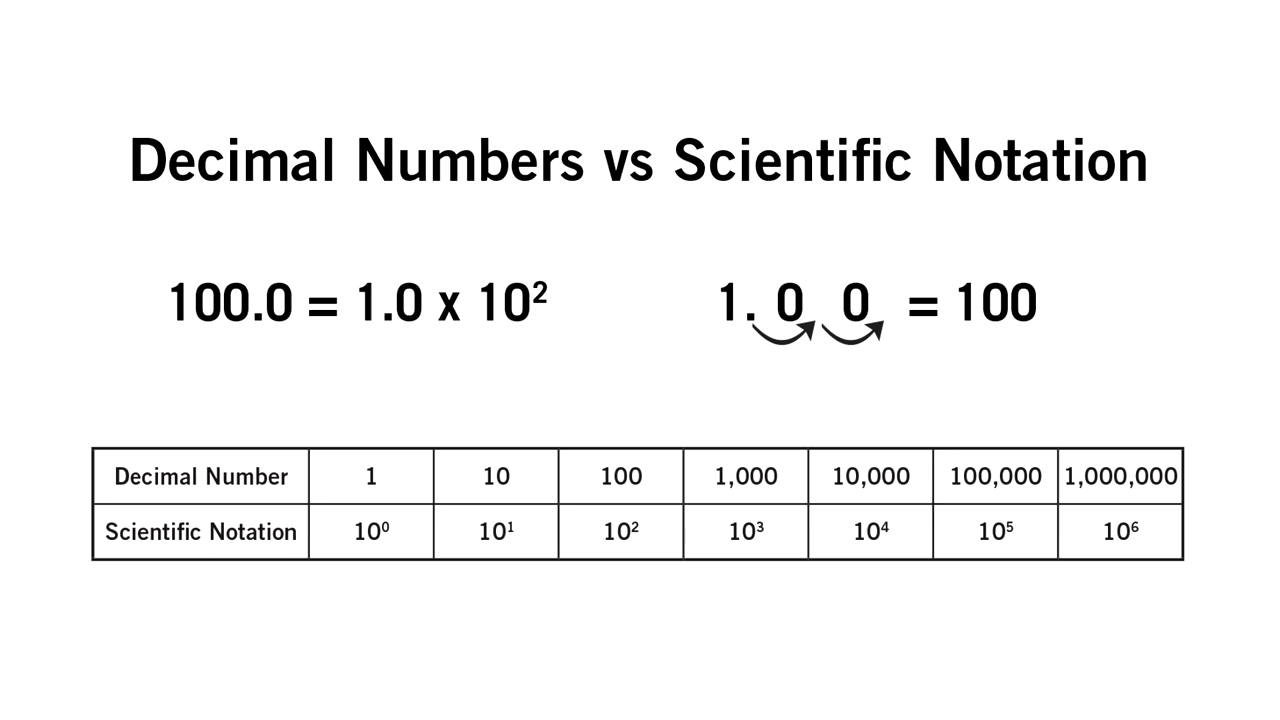 Decimal Numbers vs Scientific Notation
100.0 = 1.0 x 10² 1. 0 0 = 100
Decimal Number 1 10 100 1,000 10,000 100,000 1,000,000
Scientific Notation 10⁰ 10¹ 10² 10³ 10⁴ 10⁵ 10⁶